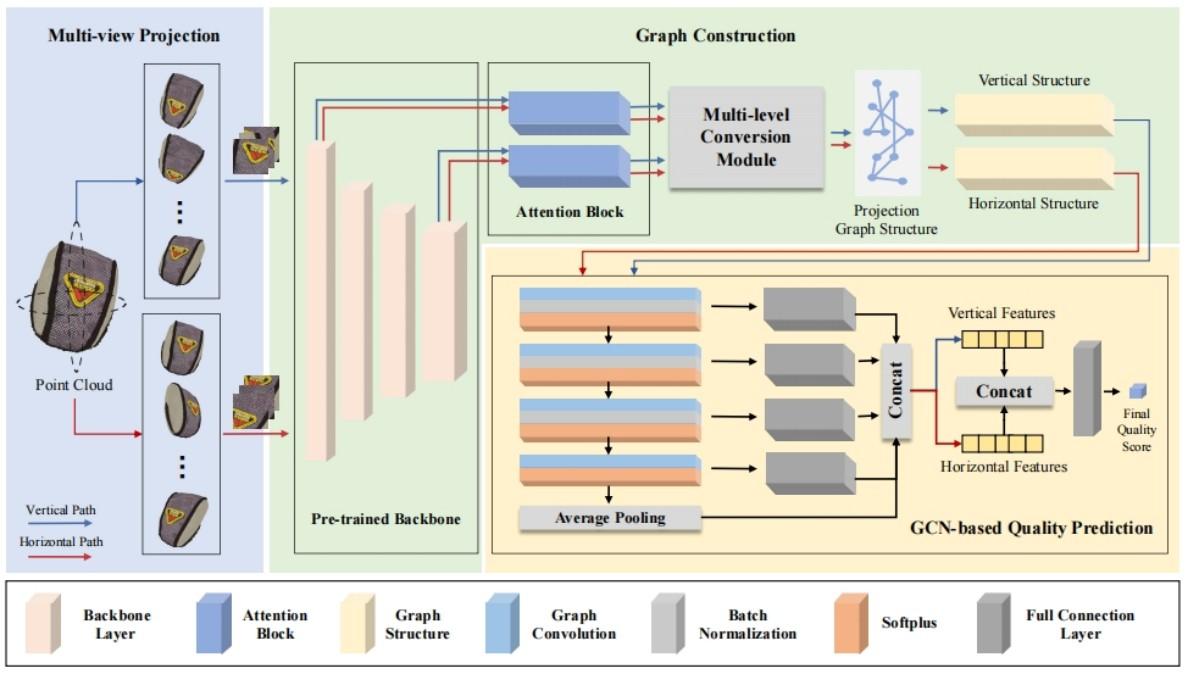 Multi-view Projection
Graph Construction
Vertical Structure
Multi-level
Conversion
Module
Horizontal Structure
Attention Block
Projection
Graph Structure
Point Cloud
Vertical Features
Concat
Concat
Final
Quality
Score
Horizontal Features
Vertical Path
Horizontal Path
Pre-trained Backbone
Average Pooling
GCN-based Quality Prediction
Backbone
Layer
Attention
Block
Graph
Structure
Graph
Convolution
Batch
Normalization
Softplus
Full Connection
Layer